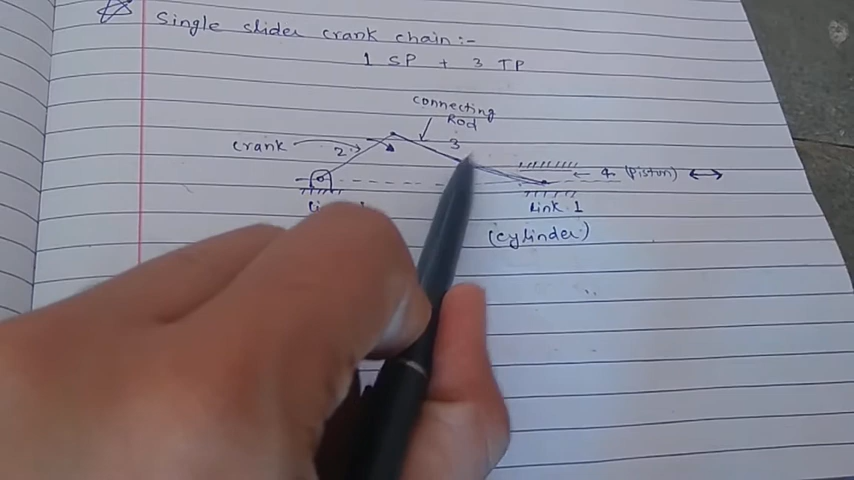 Single slider crank chain:-
1 SP + 3 TP
connecting
Rod
crank
2
3
4 (Piston)
Link 1
(cylinder)